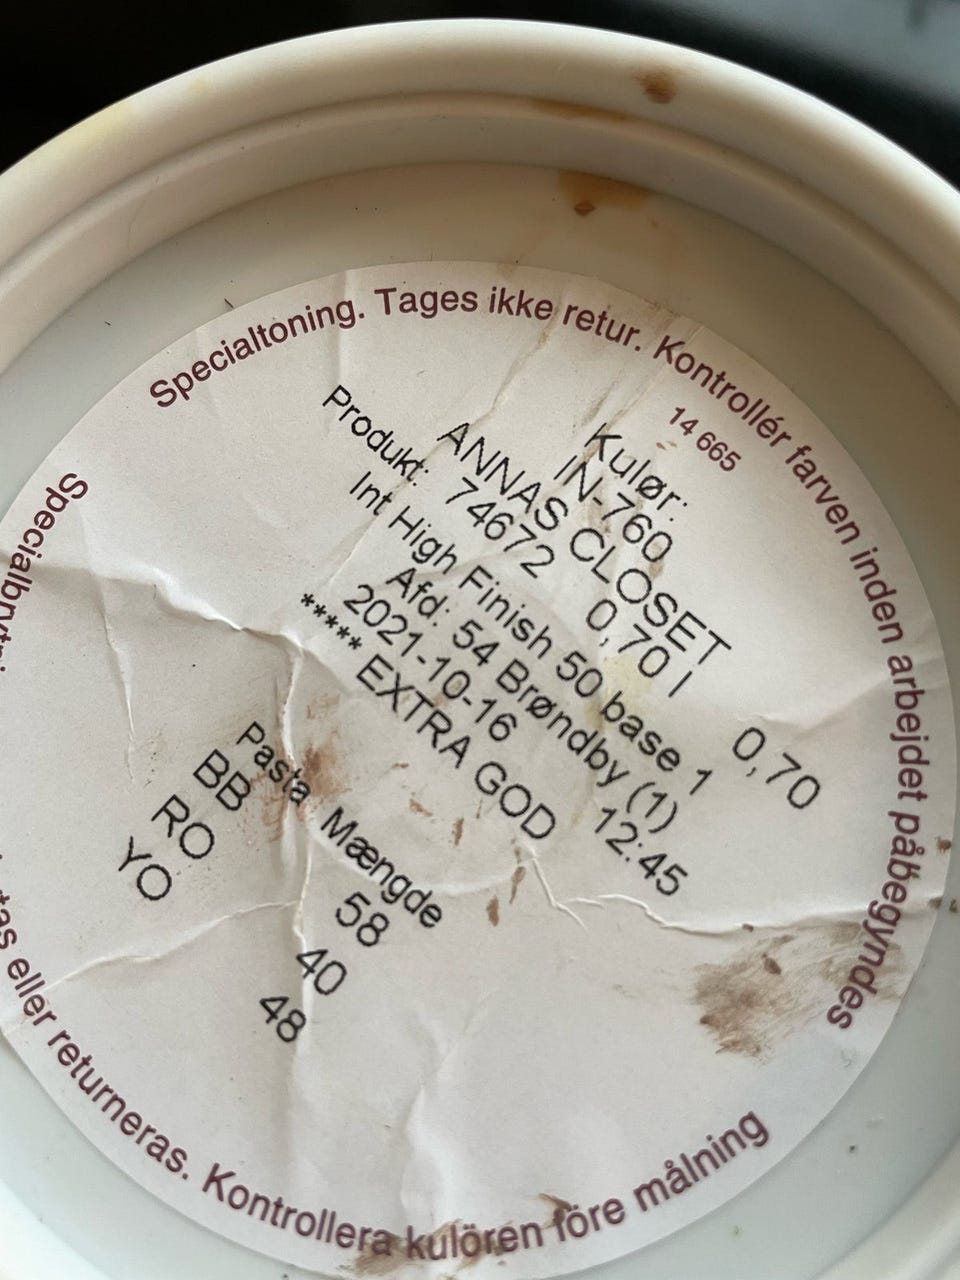 Specialtoning. Tages ikke retur. Kontrollér farven inden arbejdet påbegyndes
14 665
Kulør:
IN-760
ANNAS CLOSET
Produkt: 74672 0,70 l 0,70
Int High Finish 50 base 1
Afd: 54 Brøndby (1)
2021-10-16 12:45
***** EXTRA GOD
Pasta Mængde
BB 58
RO 40
YO 48
eller returneras. Kontrollera kulören före målning